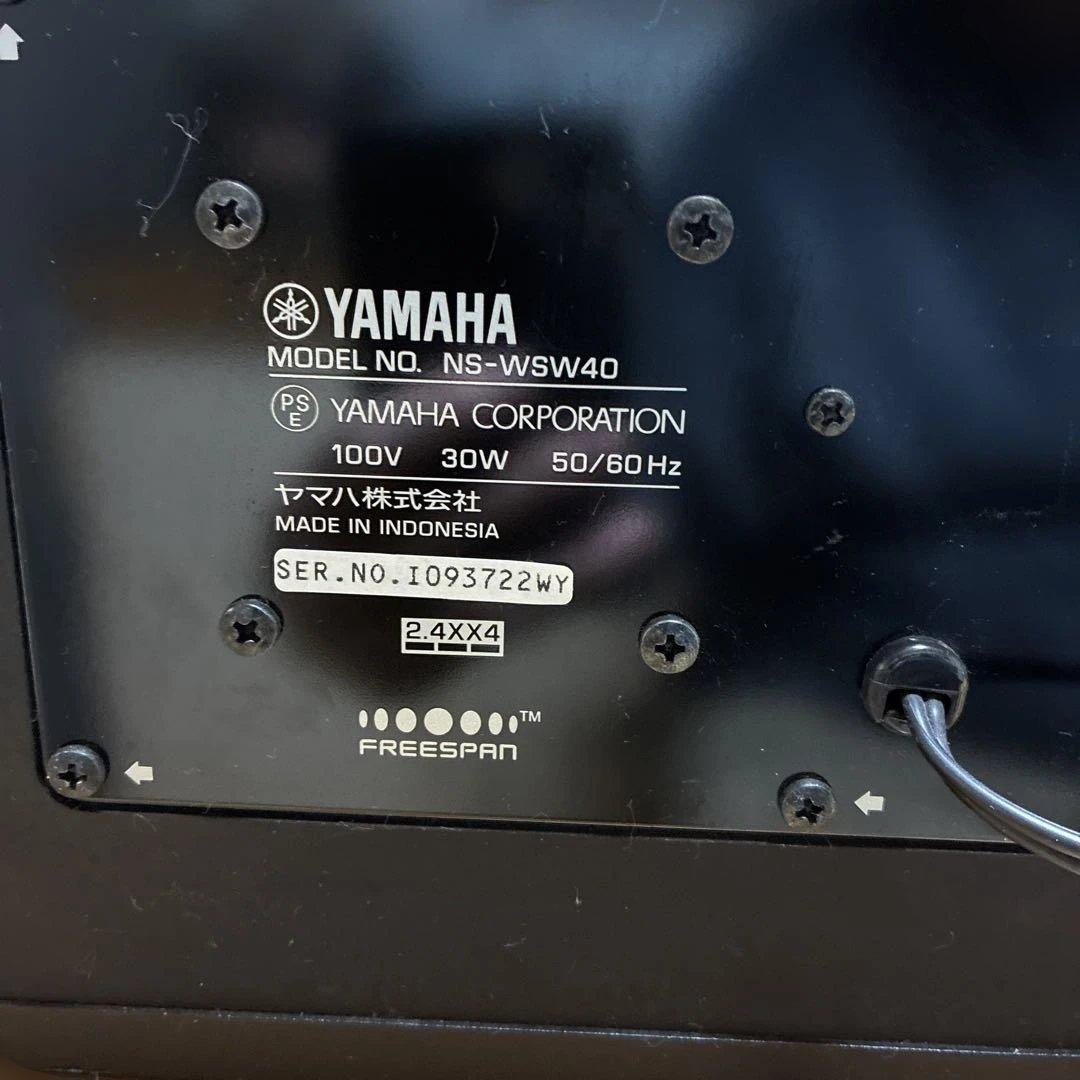 YAMAHA
MODEL NO. NS-WSW40
PS
E
YAMAHA CORPORATION
100V 30W 50/60Hz
ヤマハ株式会社
MADE IN INDONESIA
SER.NO.I093722WY
2.4XX4
TM
FREESPAN